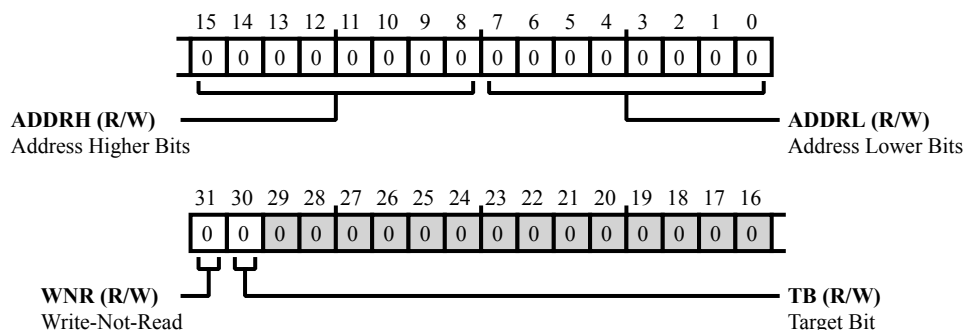 15 14 13 12 11 10 9 8 7 6 5 4 3 2 1 0
0 0 0 0 0 0 0 0 0 0 0 0 0 0 0 0
ADDRH (R/W)
Address Higher Bits
ADDRL (R/W)
Address Lower Bits
31 30 29 28 27 26 25 24 23 22 21 20 19 18 17 16
0 0 0 0 0 0 0 0 0 0 0 0 0 0 0 0
WNR (R/W)
Write-Not-Read
TB (R/W)
Target Bit